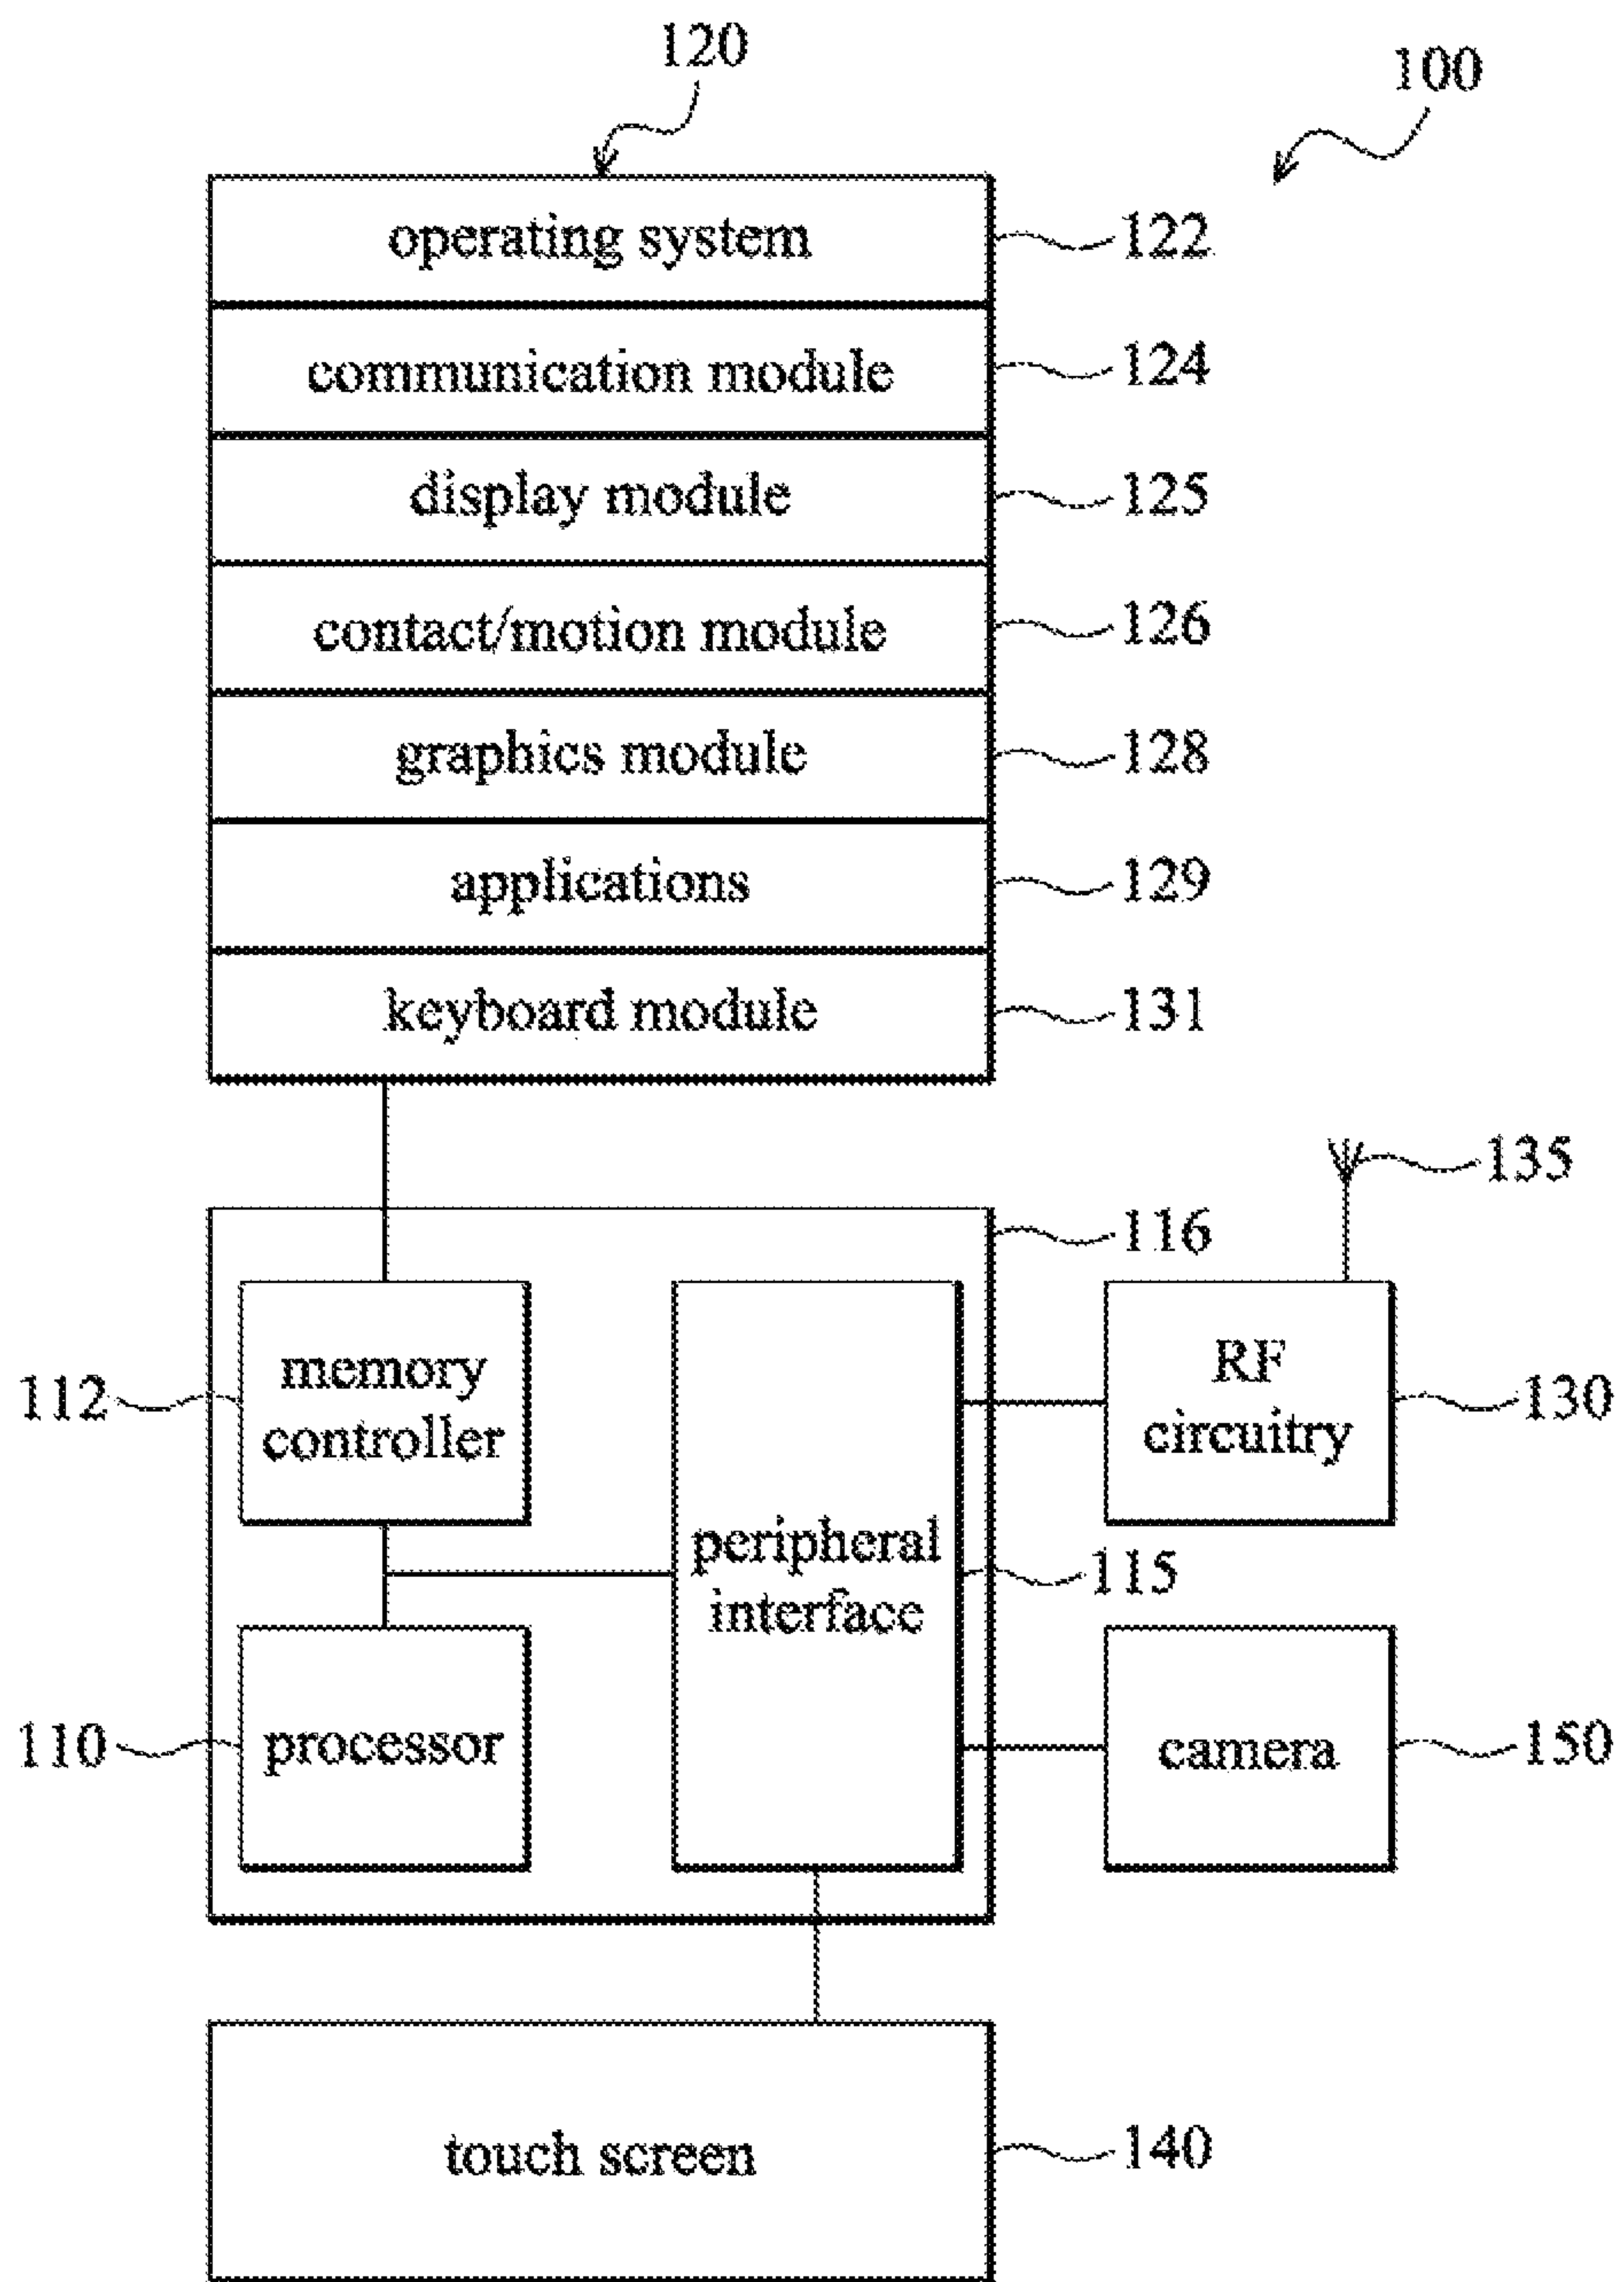 120
100
operating system
122
communication module
124
display module
125
contact/motion module
126
graphics module
128
applications
129
keyboard module
131
135
116
memory
controller
112
RF
circuitry
130
peripheral
interface
115
processor
110
camera
150
touch screen
140